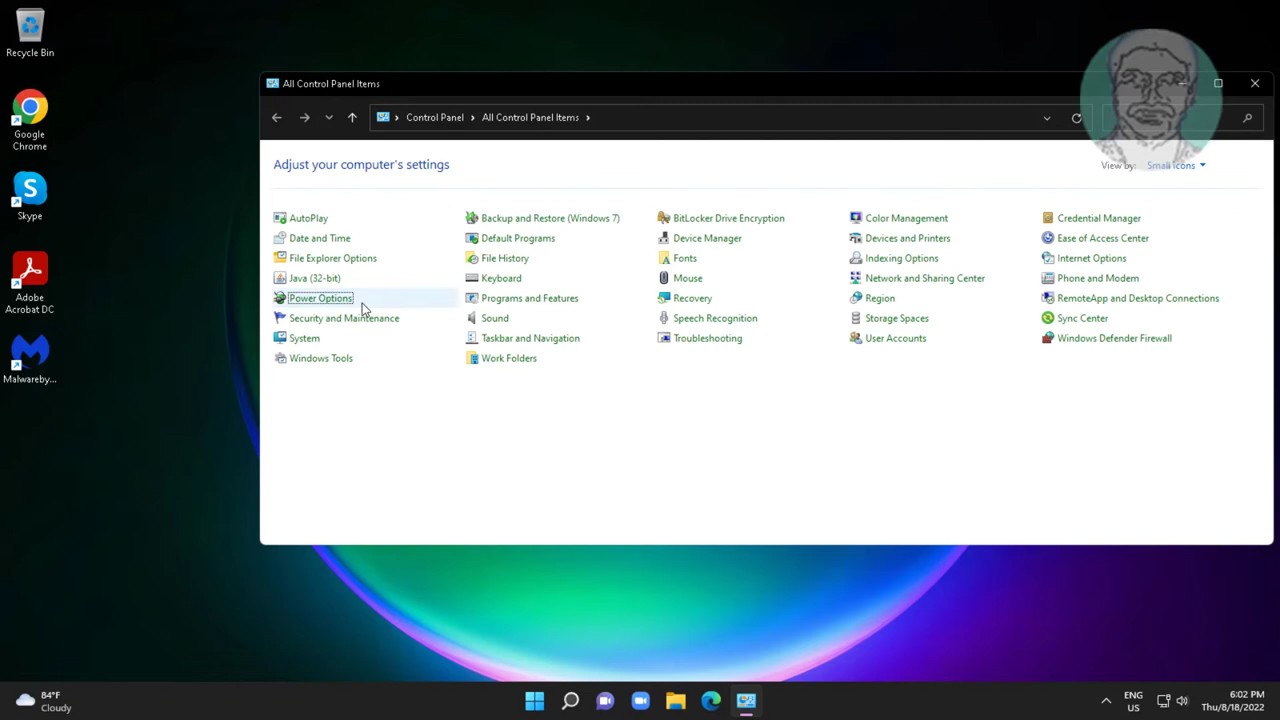 Recycle Bin
Google
Chrome
Skype
Adobe
Acrobat DC
Malwareby...
All Control Panel Items
Control Panel
All Control Panel Items
Adjust your computer's settings
View by:
Small icons
AutoPlay
Backup and Restore (Windows 7)
BitLocker Drive Encryption
Color Management
Credential Manager
Date and Time
Default Programs
Device Manager
Devices and Printers
Ease of Access Center
File Explorer Options
File History
Fonts
Indexing Options
Internet Options
Java (32-bit)
Keyboard
Mouse
Network and Sharing Center
Phone and Modem
Power Options
Programs and Features
Recovery
Region
RemoteApp and Desktop Connections
Security and Maintenance
Sound
Speech Recognition
Storage Spaces
Sync Center
System
Taskbar and Navigation
Troubleshooting
User Accounts
Windows Defender Firewall
Windows Tools
Work Folders
84°F
Cloudy
ENG
US
6:02 PM
Thu/8/18/2022